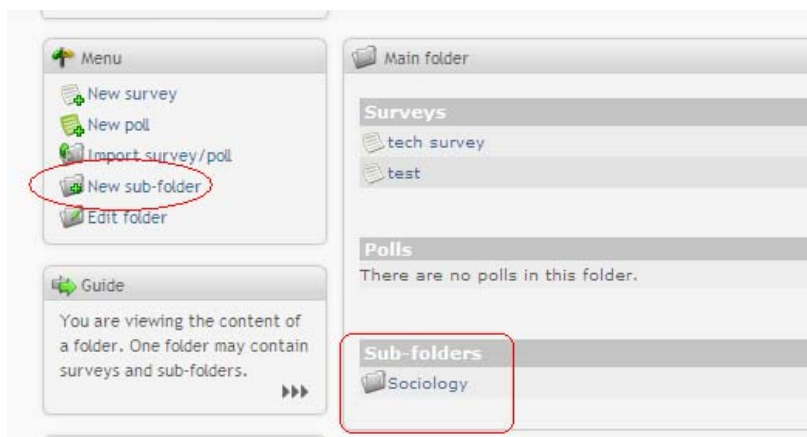 Menu
New survey
New poll
Import survey/poll
New sub-folder
Edit folder
Guide
You are viewing the content of
a folder. One folder may contain
surveys and sub-folders.
Main folder
Surveys
tech survey
test
Polls
There are no polls in this folder.
Sub-folders
Sociology